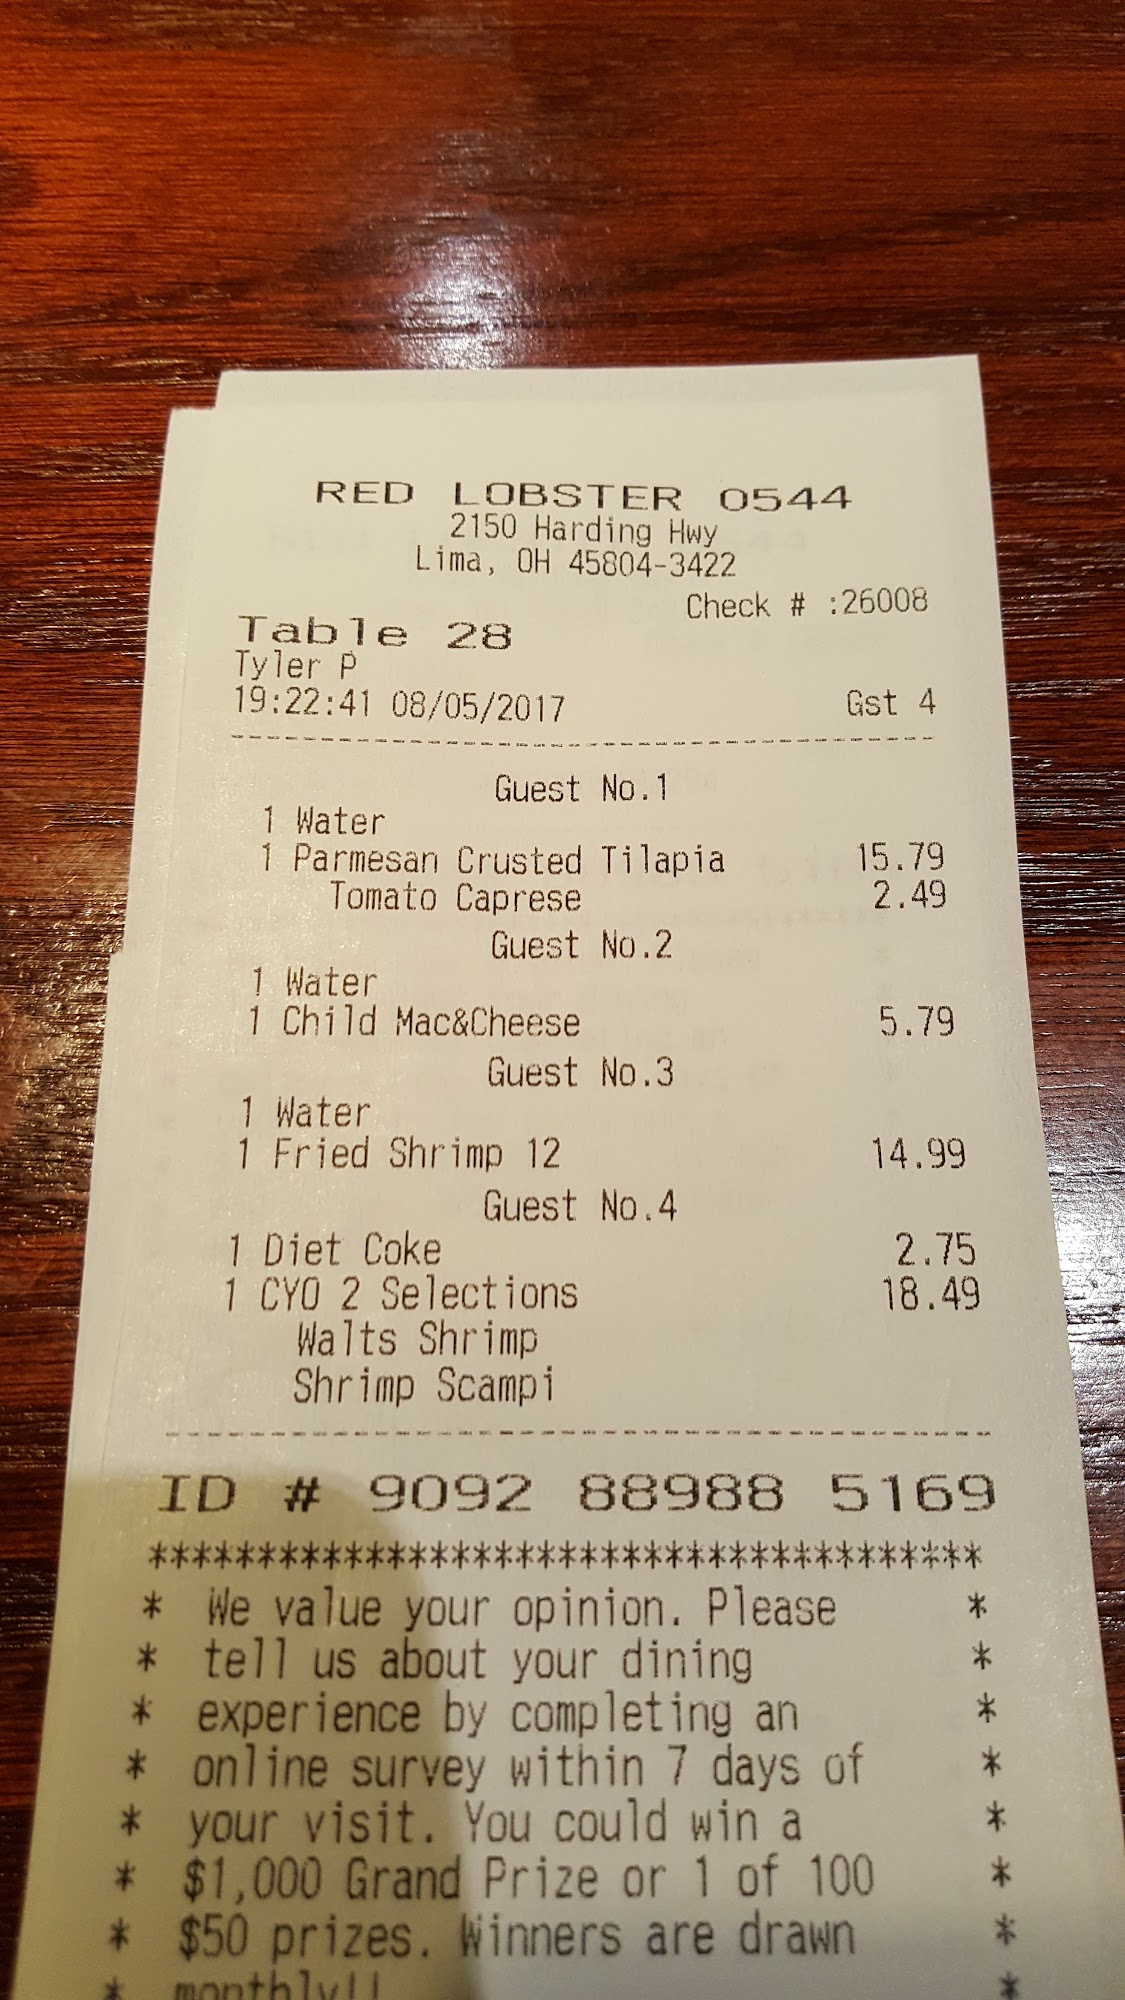 RED LOBSTER 0544
2150 Harding Hwy
Lima, OH 45804-3422
Check # :26008
Table 28
Tyler P
19:22:41 08/05/2017 Gst 4
Guest No.1
1 Water
1 Parmesan Crusted Tilapia 15.79
Tomato Caprese 2.49
Guest No.2
1 Water
1 Child Mac&Cheese 5.79
Guest No.3
1 Water
1 Fried Shrimp 12 14.99
Guest No.4
1 Diet Coke 2.75
1 CYO 2 Selections 18.49
Walts Shrimp
Shrimp Scampi
ID # 9092 88988 5169
***************************************
* We value your opinion. Please *
* tell us about your dining *
* experience by completing an *
* online survey within 7 days of *
* your visit. You could win a *
* $1,000 Grand Prize or 1 of 100 *
* $50 prizes. Winners are drawn *
* monthly!! *